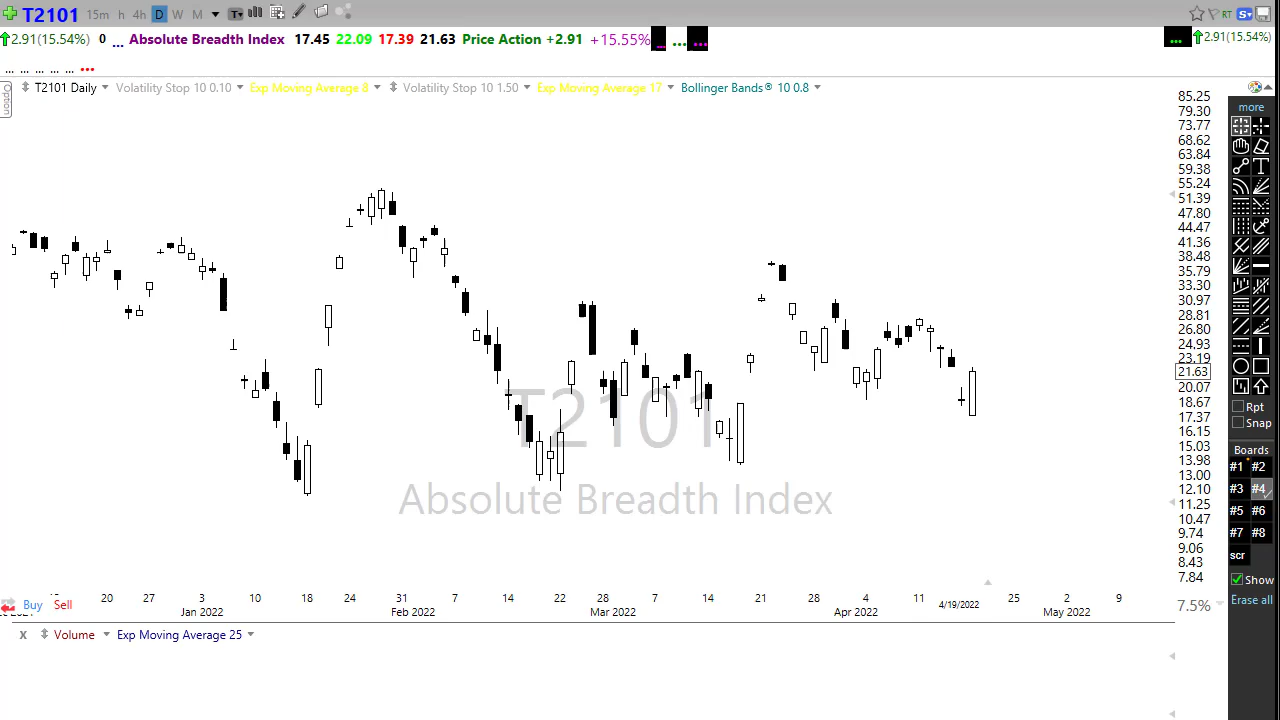 T2101 15m h 4h D W M T RT S
2.91(15.54%) 0 ... Absolute Breadth Index 17.45 22.09 17.39 21.63 Price Action +2.91 +15.55% ... ... ... ... 2.91(15.54%)
... ... ... ... ... ...
Option T2101 Daily Volatility Stop 10 0.10 Exp Moving Average 8 Volatility Stop 10 1.50 Exp Moving Average 17 Bollinger Bands® 10 0.8
85.25
79.30
73.77
68.62
63.84
59.38
55.24
51.39
47.80
44.47
41.36
38.48
35.79
33.30
30.97
28.81
26.80
24.93
23.19
21.63
20.07
18.67
17.37
16.15
15.03
13.98
13.00
12.10
11.25
10.47
9.74
9.06
8.43
7.84
7.5%
T2101
Absolute Breadth Index
20 27 3 10 18 24 31 7 14 22 28 7 14 21 28 4 11 4/19/2022 25 2 9
Jan 2022 Feb 2022 Mar 2022 Apr 2022 May 2022
Buy Sell
X Volume Exp Moving Average 25
more
T
Rpt
Snap
Boards
#1 #2
#3 #4
#5 #6
#7 #8
scr
Show
Erase all